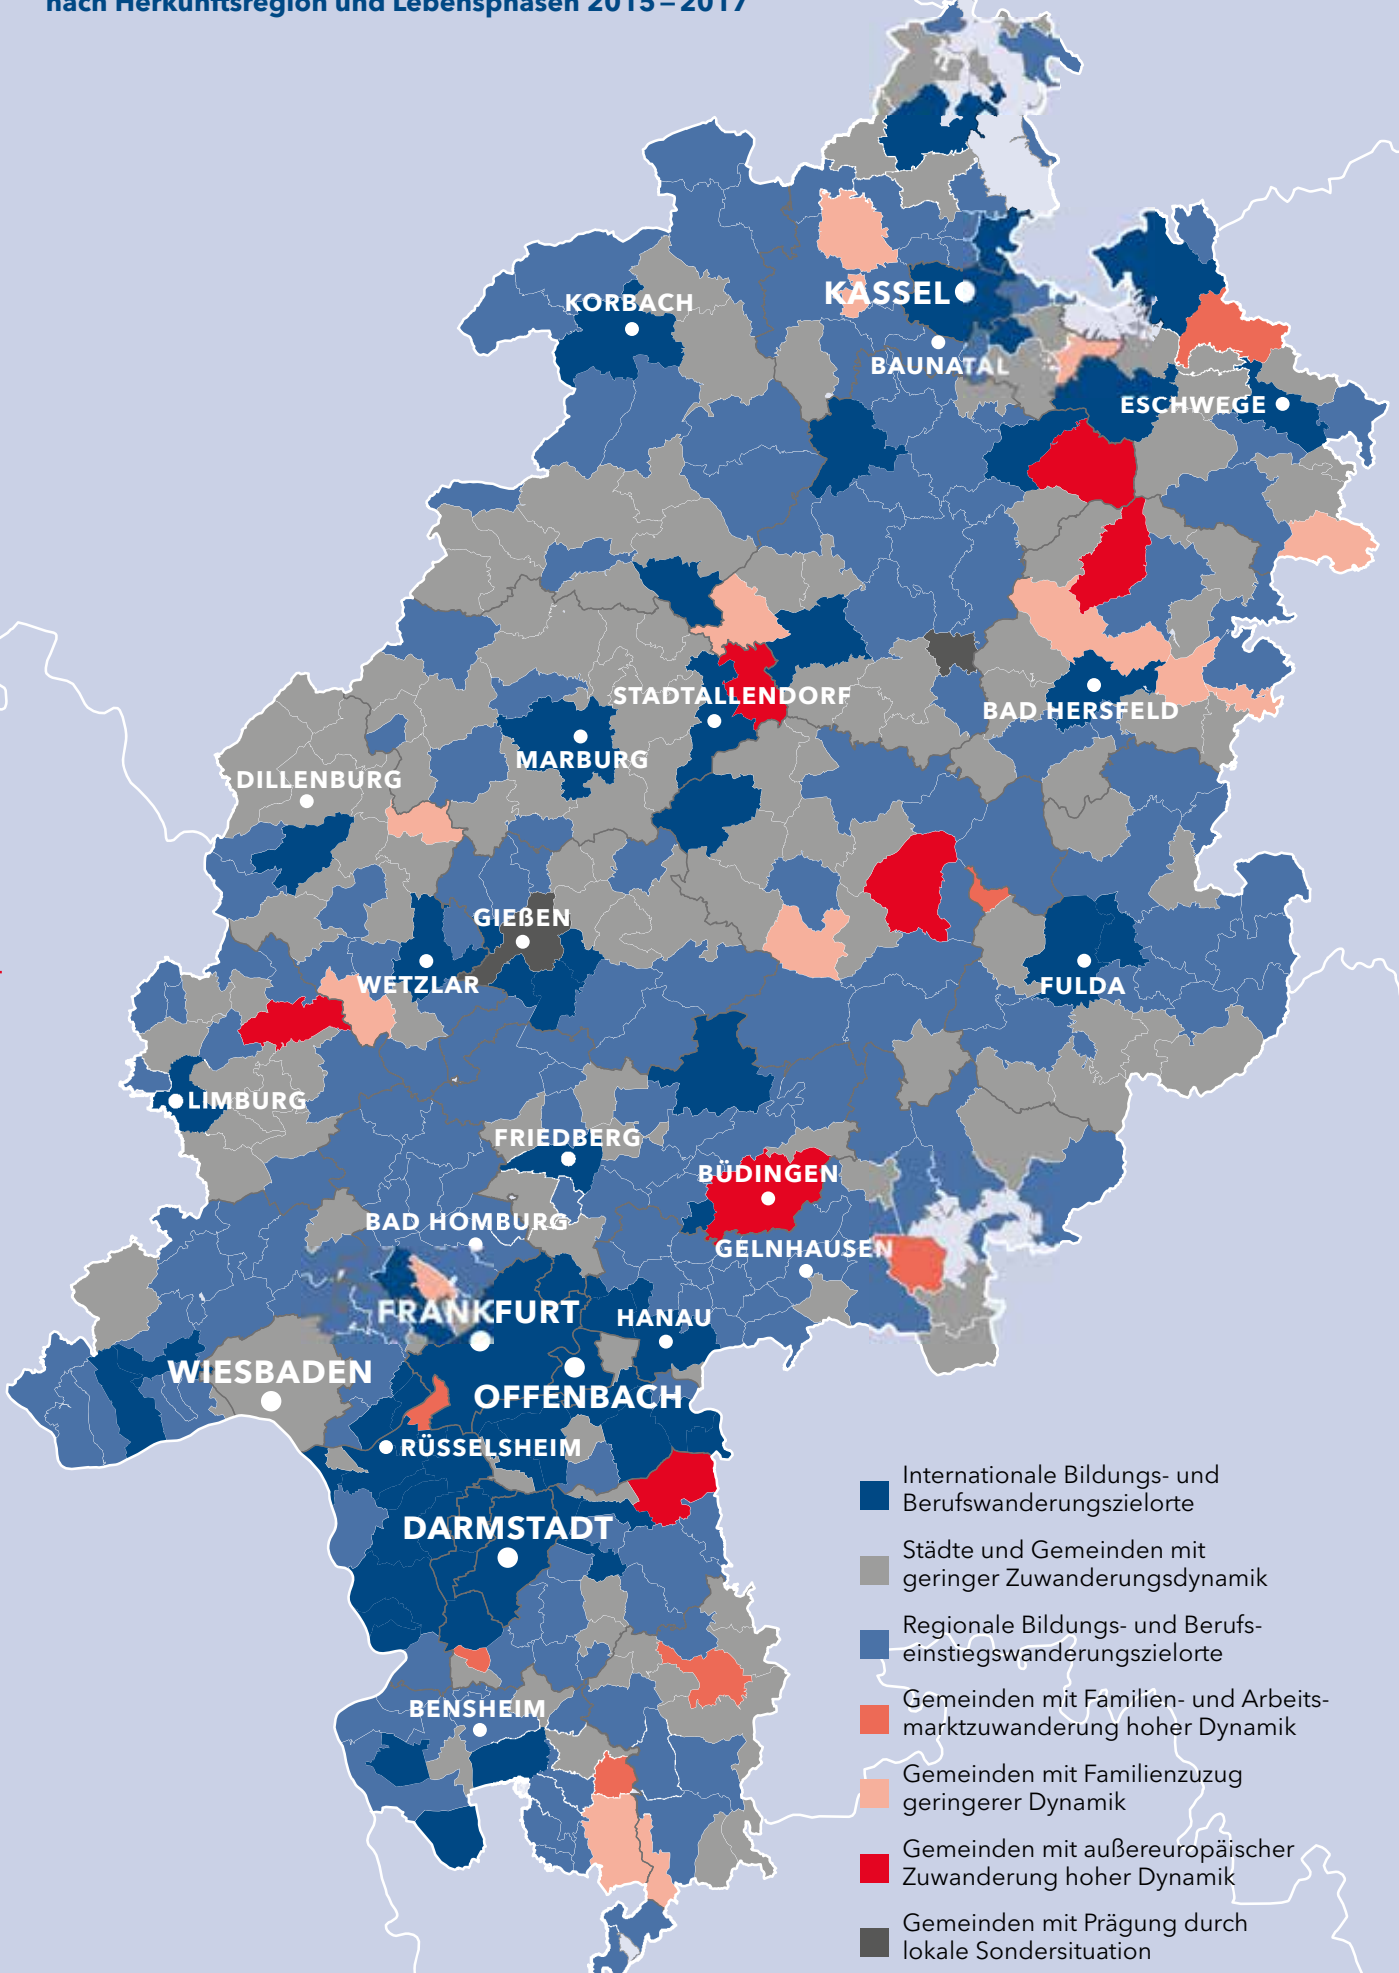 nach Herkunftsregion und Lebensphasen 2015 – 2017
KASSEL
KORBACH
BAUNATAL
ESCHWEGE
STADTALLENDORF
BAD HERSFELD
MARBURG
DILLENBURG
GIEßEN
WETZLAR
FULDA
LIMBURG
FRIEDBERG
BÜDINGEN
BAD HOMBURG
GELNHAUSEN
FRANKFURT
HANAU
WIESBADEN
OFFENBACH
RÜSSELSHEIM
DARMSTADT
BENSHEIM
Internationale Bildungs- und
Berufswanderungszielorte
Städte und Gemeinden mit
geringer Zuwanderungsdynamik
Regionale Bildungs- und Berufs-
einstiegswanderungszielorte
Gemeinden mit Familien- und Arbeits-
marktzuwanderung hoher Dynamik
Gemeinden mit Familienzuzug
geringerer Dynamik
Gemeinden mit außereuropäischer
Zuwanderung hoher Dynamik
Gemeinden mit Prägung durch
lokale Sondersituation